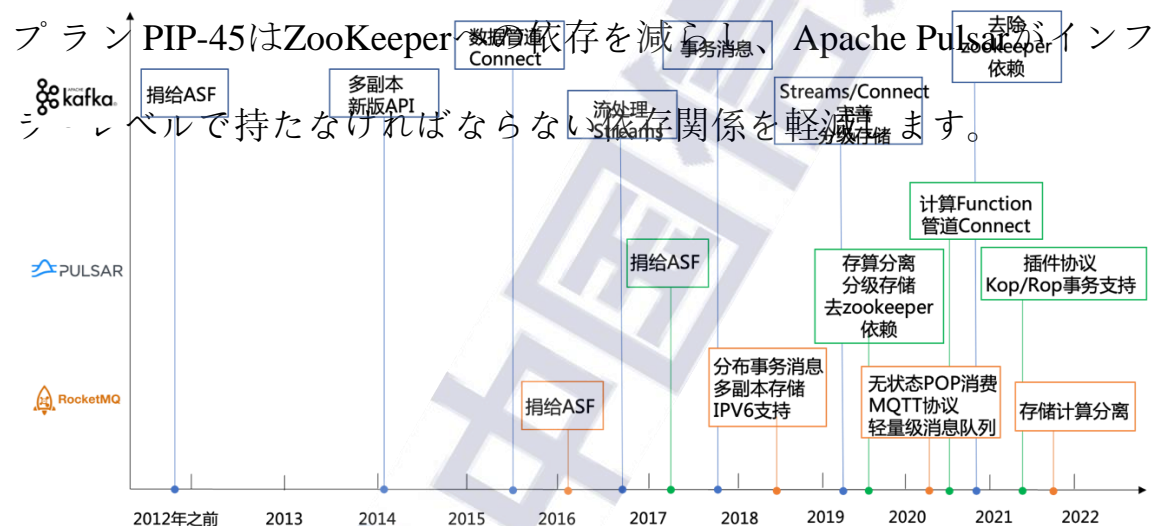 プラン PIP-45はZooKeeperへの依存を減らし、 Apache Pulsarがインフ
ラ レベルで持たなければならない依存関係を軽減します。
数据管道
Connect
事务消息
去除
zookeeper
依赖
kafka
捐给ASF
多副本
新版API
流处理
Streams
Streams/Connect
完善
分级存储
计算Function
管道Connect
PULSAR
捐给ASF
存算分离
分级存储
去zookeeper
依赖
插件协议
Kop/Rop事务支持
RocketMQ
捐给ASF
分布事务消息
多副本存储
IPV6支持
无状态POP消费
MQTT协议
轻量级消息队列
存储计算分离
2012年之前 2013 2014 2015 2016 2017 2018 2019 2020 2021 2022
中国信